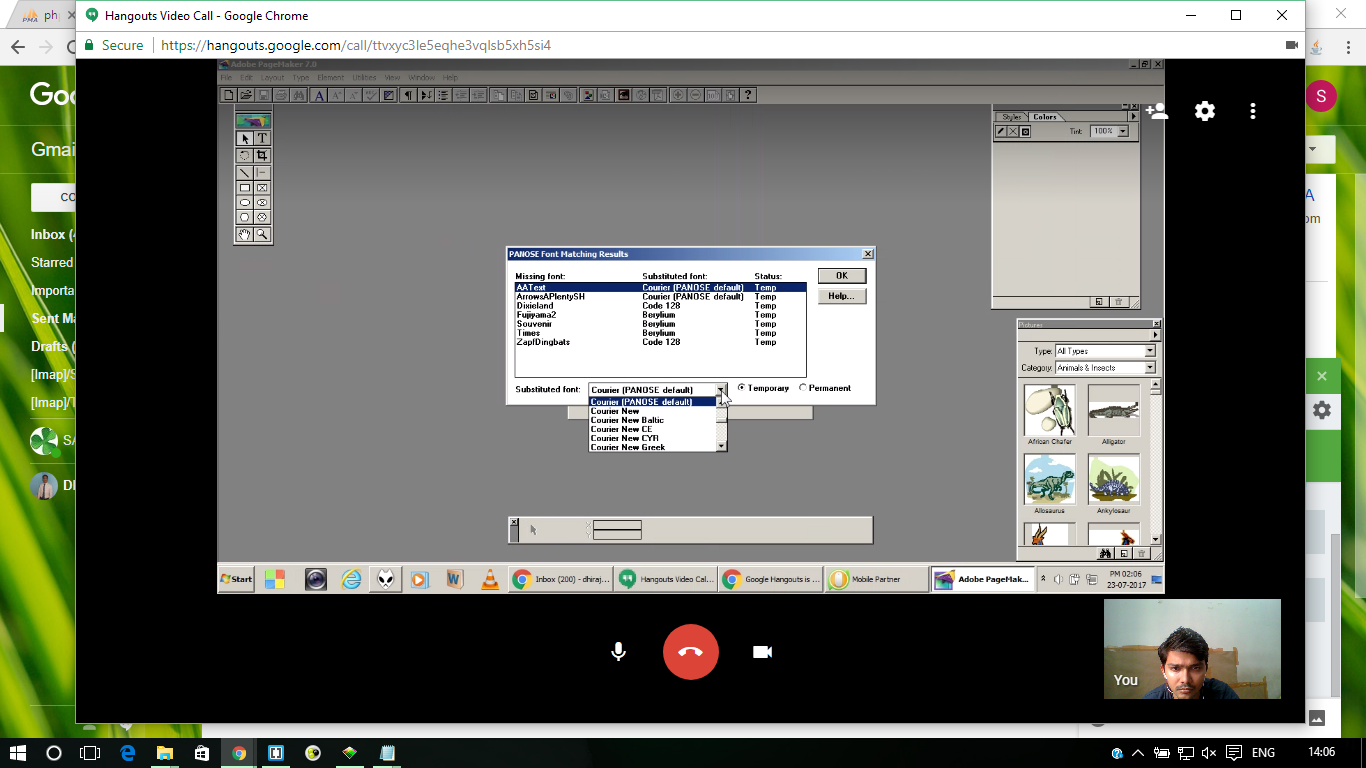 PMA
php
Hangouts Video Call - Google Chrome
Secure
https://hangouts.google.com/call/ttvxyc3le5eqhe3vqlsb5xh5si4
Goo
Gmai
CO
Inbox (4
Starred
Importa
Sent Ma
Drafts (
[Imap]/S
[Imap]/T
SA
DI
S
A
om
Adobe PageMaker 7.0
File Edit Layout Type Element Utilities View Window Help
Styles Colors
Tint: 100%
PANOSE Font Matching Results
Missing font: Substituted font: Status:
AAText Courier (PANOSE default) Temp
ArrowsAPlentySH Courier (PANOSE default) Temp
Dixieland Code 128 Temp
Fujiyama2 Berylium Temp
Souvenir Berylium Temp
Times Berylium Temp
ZapfDingbats Code 128 Temp
OK
Help...
Substituted font: Courier (PANOSE default) Temporary Permanent
Courier (PANOSE default)
Courier New
Courier New Baltic
Courier New CE
Courier New CYR
Courier New Greek
Pictures
Type: All Types
Category: Animals & Insects
African Chafer Alligator
Allosaurus Ankylosaur
X
Y
Start
Inbox (200) - dhiraj...
Hangouts Video Cal...
Google Hangouts is ...
Mobile Partner
Adobe PageMak...
PM 02:06
23-07-2017
You
ENG
14:06